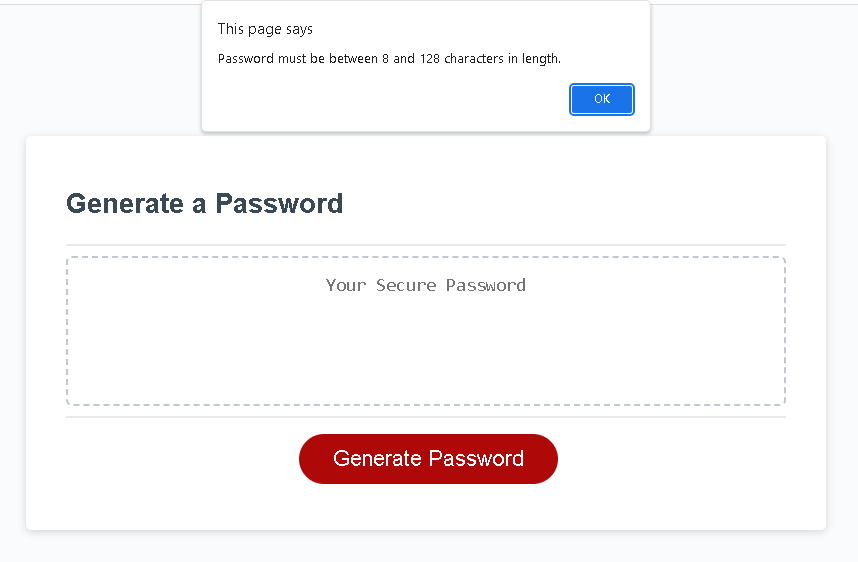 This page says
Password must be between 8 and 128 characters in length.
OK
Generate a Password
Your Secure Password
Generate Password